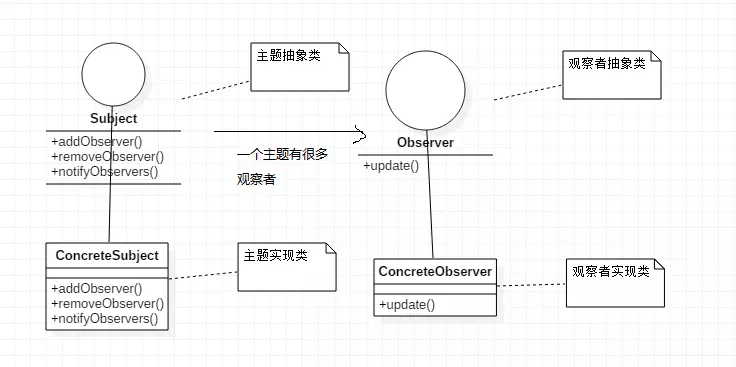 主题抽象类
观察者抽象类
Subject
+addObserver()
+removeObserver()
+notifyObservers()
一个主题有很多
观察者
Observer
+update()
ConcreteSubject
+addObserver()
+removeObserver()
+notifyObservers()
主题实现类
ConcreteObserver
+update()
观察者实现类